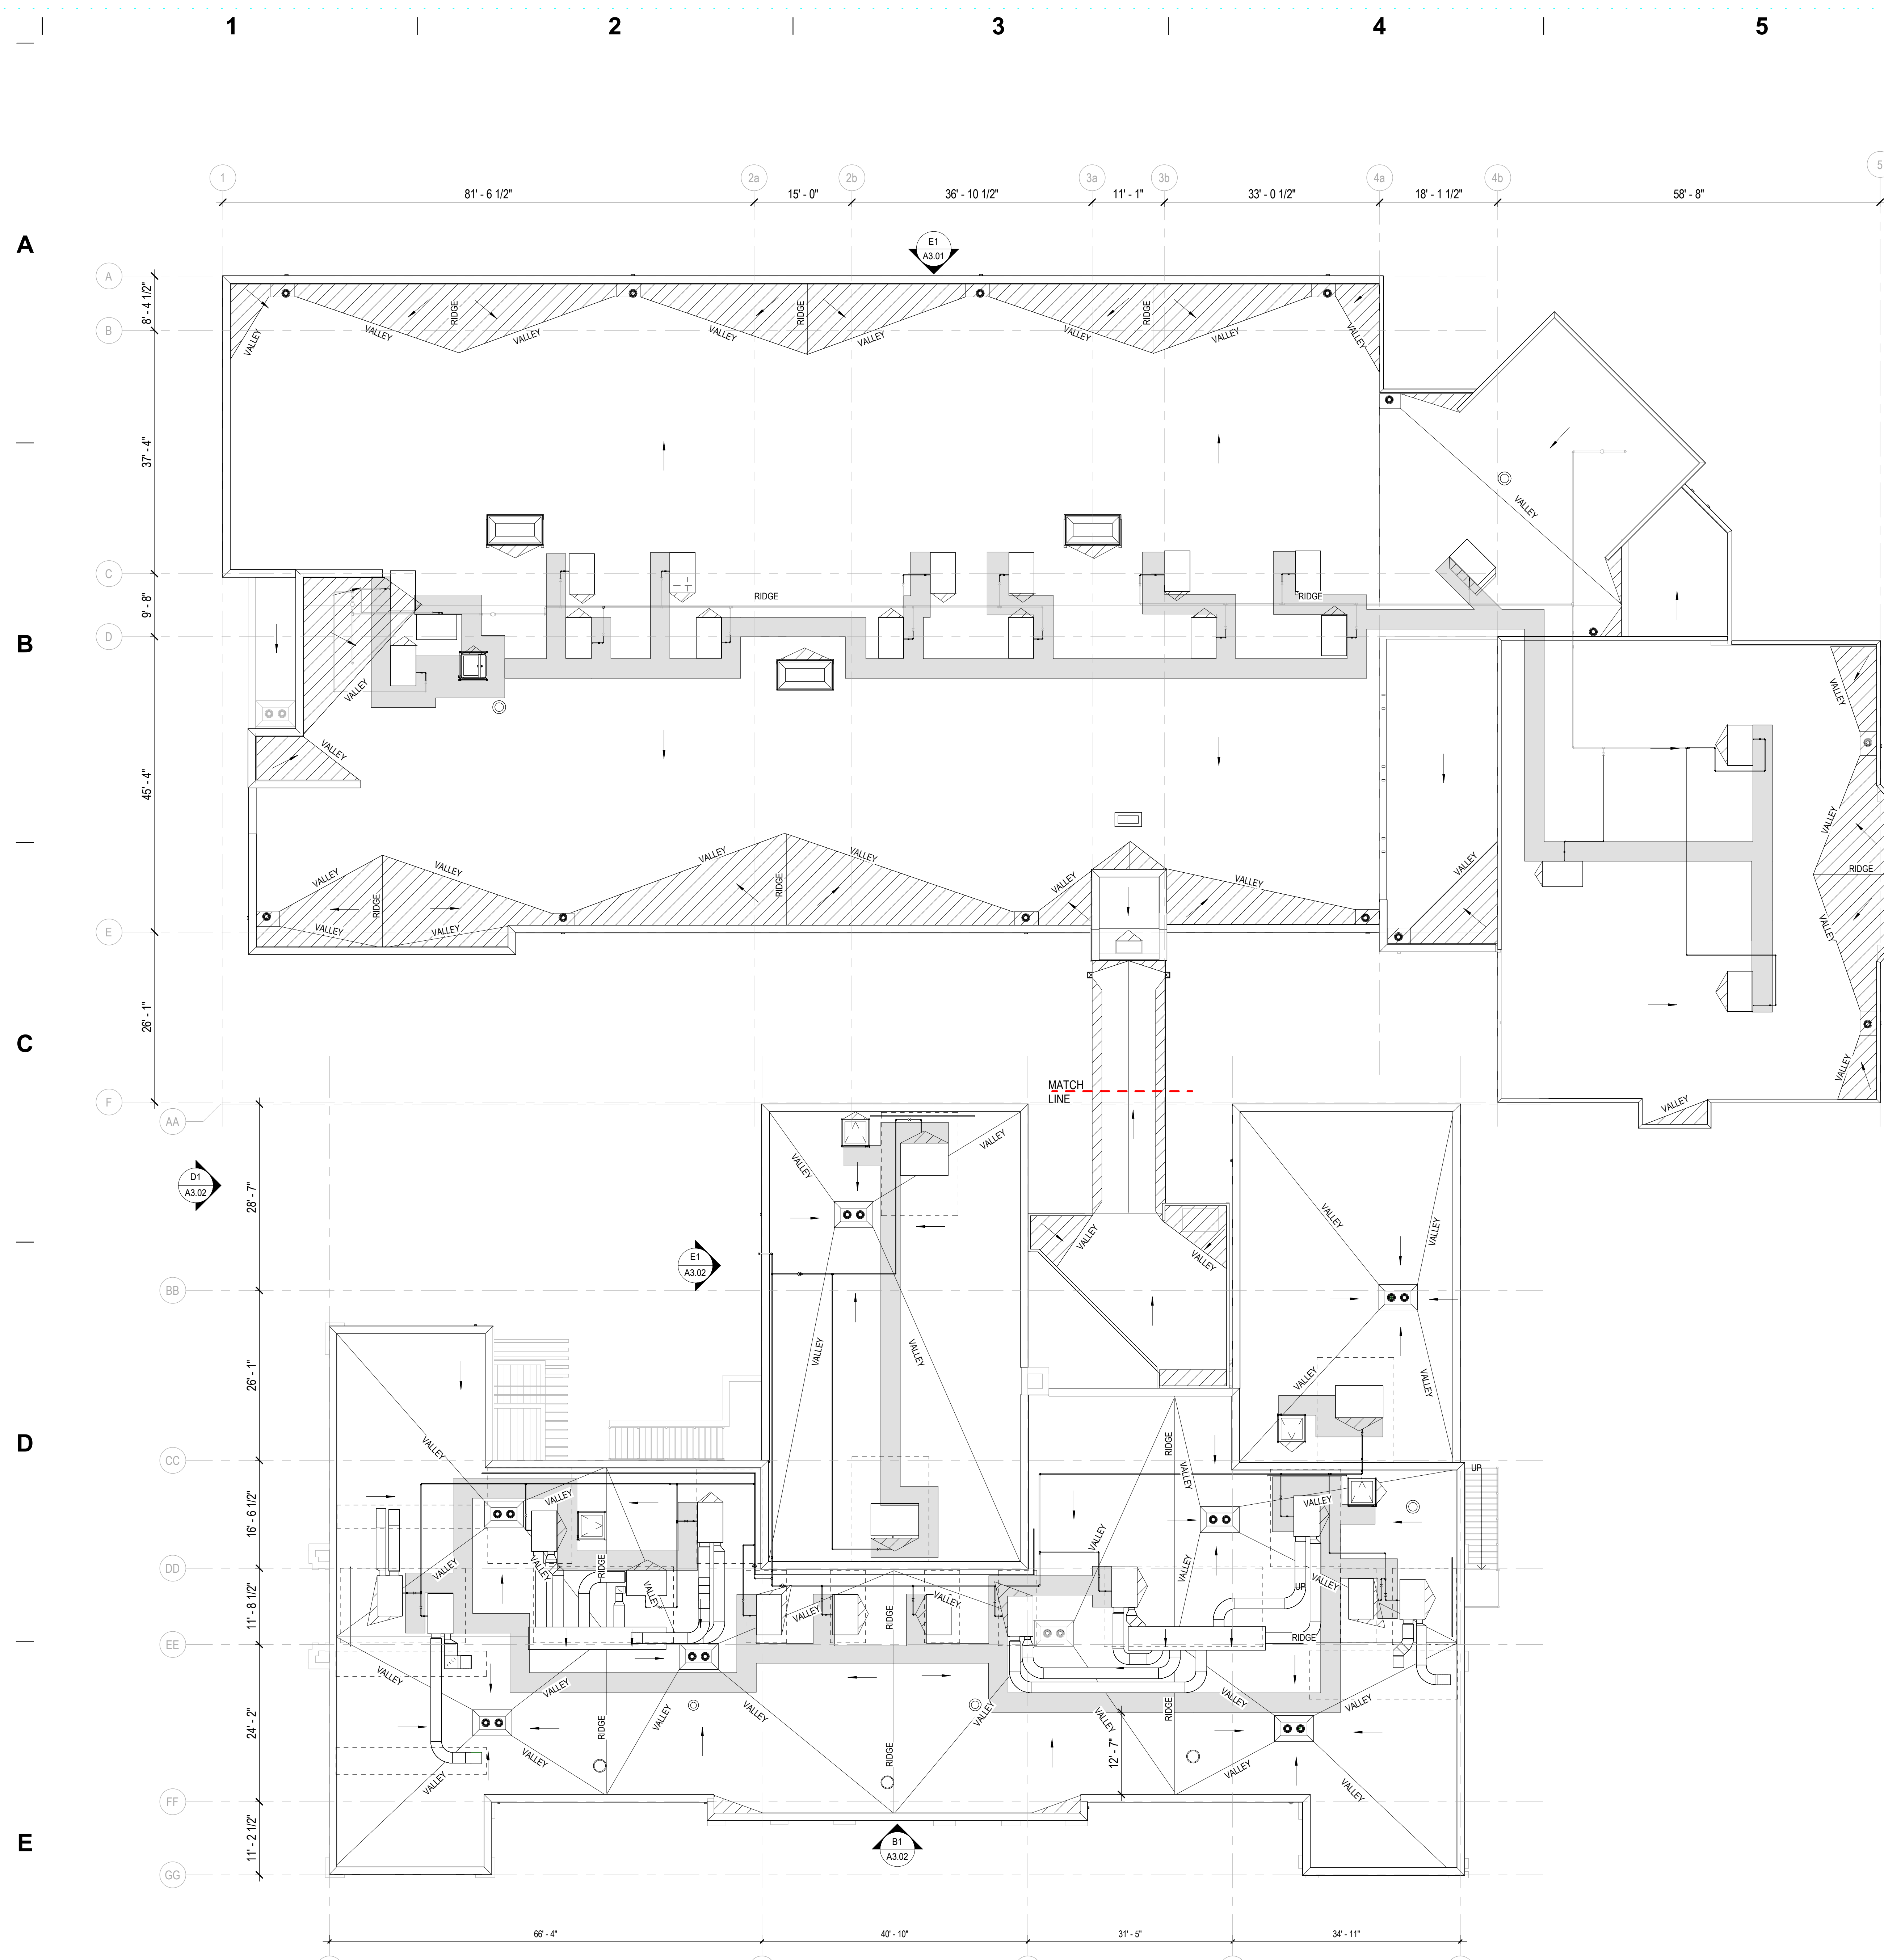 1 2 3 4 5
1 2a 2b 3a 3b 4a 4b 5
81' - 6 1/2" 15' - 0" 36' - 10 1/2" 11' - 1" 33' - 0 1/2" 18' - 1 1/2" 58' - 8"
A
E1
A3.01
A
8' - 4 1/2"
RIDGE RIDGE RIDGE
B
VALLEY VALLEY VALLEY VALLEY VALLEY VALLEY VALLEY VALLEY
37' - 4"
VALLEY
C
9' - 8"
RIDGE RIDGE
D
B
VALLEY
VALLEY
VALLEY
45' - 4"
VALLEY
VALLEY VALLEY VALLEY VALLEY VALLEY VALLEY VALLEY
RIDGE RIDGE RIDGE
VALLEY VALLEY
VALLEY
E
26' - 1"
C
VALLEY
MATCH
LINE
VALLEY
F
AA
D1
A3.02
28' - 7"
VALLEY VALLEY
VALLEY VALLEY
VALLEY VALLEY
E1
A3.02
BB
VALLEY VALLEY
VALLEY VALLEY
26' - 1"
D
VALLEY
RIDGE
CC
VALLEY
UP
16' - 6 1/2"
VALLEY VALLEY
VALLEY
VALLEY VALLEY RIDGE VALLEY
DD
VALLEY VALLEY
UP
11' - 8 1/2"
VALLEY VALLEY RIDGE
RIDGE
EE
VALLEY VALLEY VALLEY VALLEY
VALLEY VALLEY VALLEY VALLEY
24' - 2"
RIDGE RIDGE RIDGE
12' - 7"
VALLEY VALLEY
VALLEY VALLEY
FF
E
11' - 2 1/2"
B1
A3.02
GG
66' - 4" 40' - 10" 31' - 5" 34' - 11"